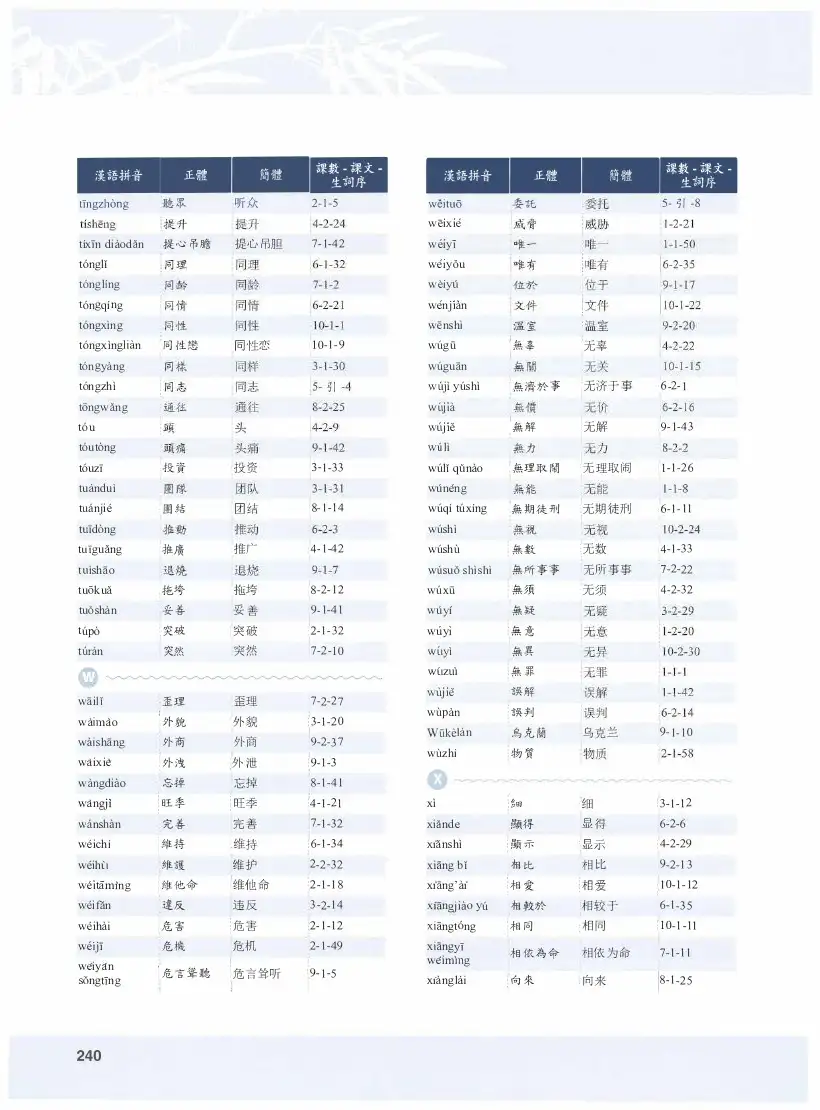 漢語拼音 正體 簡體 課數-課文-生詞序
tīngzhòng 聽眾 听众 2-1-5
tíshēng 提升 提升 4-2-24
tíxīn diàodǎn 提心吊膽 提心吊胆 7-1-42
tónglǐ 同理 同理 6-1-32
tónglíng 同齡 同龄 7-1-2
tóngqíng 同情 同情 6-2-21
tóngxìng 同性 同性 10-1-1
tóngxìngliàn 同性戀 同性恋 10-1-9
tóngyàng 同樣 同样 3-1-30
tóngzhì 同志 同志 5-引-4
tōngwǎng 通往 通往 8-2-25
tóu 頭 头 4-2-9
tóutòng 頭痛 头痛 9-1-42
tóuzī 投資 投资 3-1-33
tuánduì 團隊 团队 3-1-31
tuánjié 團結 团结 8-1-14
tuīdòng 推動 推动 6-2-3
tuīguǎng 推廣 推广 4-1-42
tuìshāo 退燒 退烧 9-1-7
tuōkuǎ 拖垮 拖垮 8-2-12
tuǒshàn 妥善 妥善 9-1-41
túpò 突破 突破 2-1-32
túrán 突然 突然 7-2-10
W
wāilǐ 歪理 歪理 7-2-27
wàimào 外貌 外貌 3-1-20
wàishāng 外商 外商 9-2-37
wàixiè 外洩 外泄 9-1-3
wàngdiào 忘掉 忘掉 8-1-41
wàngjì 旺季 旺季 4-1-21
wánshàn 完善 完善 7-1-32
wéichí 維持 维持 6-1-34
wéihù 維護 维护 2-2-32
wéitāmìng 維他命 维他命 2-1-18
wéifǎn 違反 违反 3-2-14
wéihài 危害 危害 2-1-12
wéijī 危機 危机 2-1-49
wéiyán sǒngtīng 危言聳聽 危言耸听 9-1-5
漢語拼音 正體 簡體 課數-課文-生詞序
wěituō 委託 委托 5-引-8
wēixié 威脅 威胁 1-2-21
wéiyī 唯一 唯一 1-1-50
wéiyǒu 唯有 唯有 6-2-35
wèiyú 位於 位于 9-1-17
wénjiàn 文件 文件 10-1-22
wēnshì 溫室 温室 9-2-20
wúgū 無辜 无辜 4-2-22
wúguān 無關 无关 10-1-15
wújì yúshì 無濟於事 无济于事 6-2-1
wújià 無價 无价 6-2-16
wújiě 無解 无解 9-1-43
wúlì 無力 无力 8-2-2
wúlǐ qǔnào 無理取鬧 无理取闹 1-1-26
wúnéng 無能 无能 1-1-8
wúqí túxíng 無期徒刑 无期徒刑 6-1-11
wúshì 無視 无视 10-2-24
wúshù 無數 无数 4-1-33
wúsuǒ shìshì 無所事事 无所事事 7-2-22
wúxū 無須 无须 4-2-32
wúyí 無疑 无疑 3-2-29
wúyì 無意 无意 1-2-20
wúyì 無異 无异 10-2-30
wúzuì 無罪 无罪 1-1-1
wùjiě 誤解 误解 1-1-42
wùpàn 誤判 误判 6-2-14
Wūkèlán 烏克蘭 乌克兰 9-1-10
wùzhí 物質 物质 2-1-58
X
xì 細 细 3-1-12
xiǎnde 顯得 显得 6-2-6
xiǎnshì 顯示 显示 4-2-29
xiāng bǐ 相比 相比 9-2-13
xiāng'ài 相愛 相爱 10-1-12
xiāngjiào yú 相較於 相较于 6-1-35
xiāngtóng 相同 相同 10-1-11
xiāngyī wéimìng 相依為命 相依为命 7-1-11
xiànglái 向來 向来 8-1-25
240